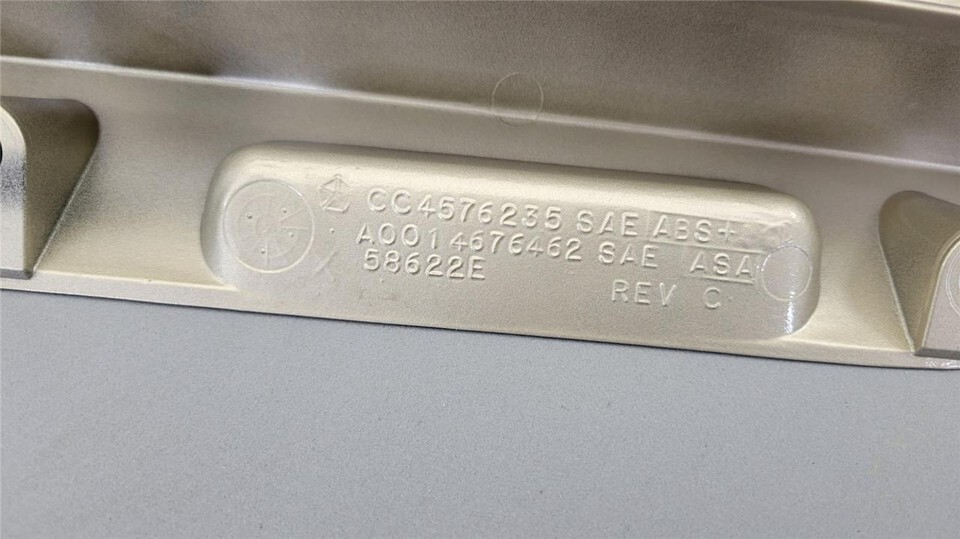 CC4576235 SAE ABS+
A0014676462 SAE ASA
58622E
REV C